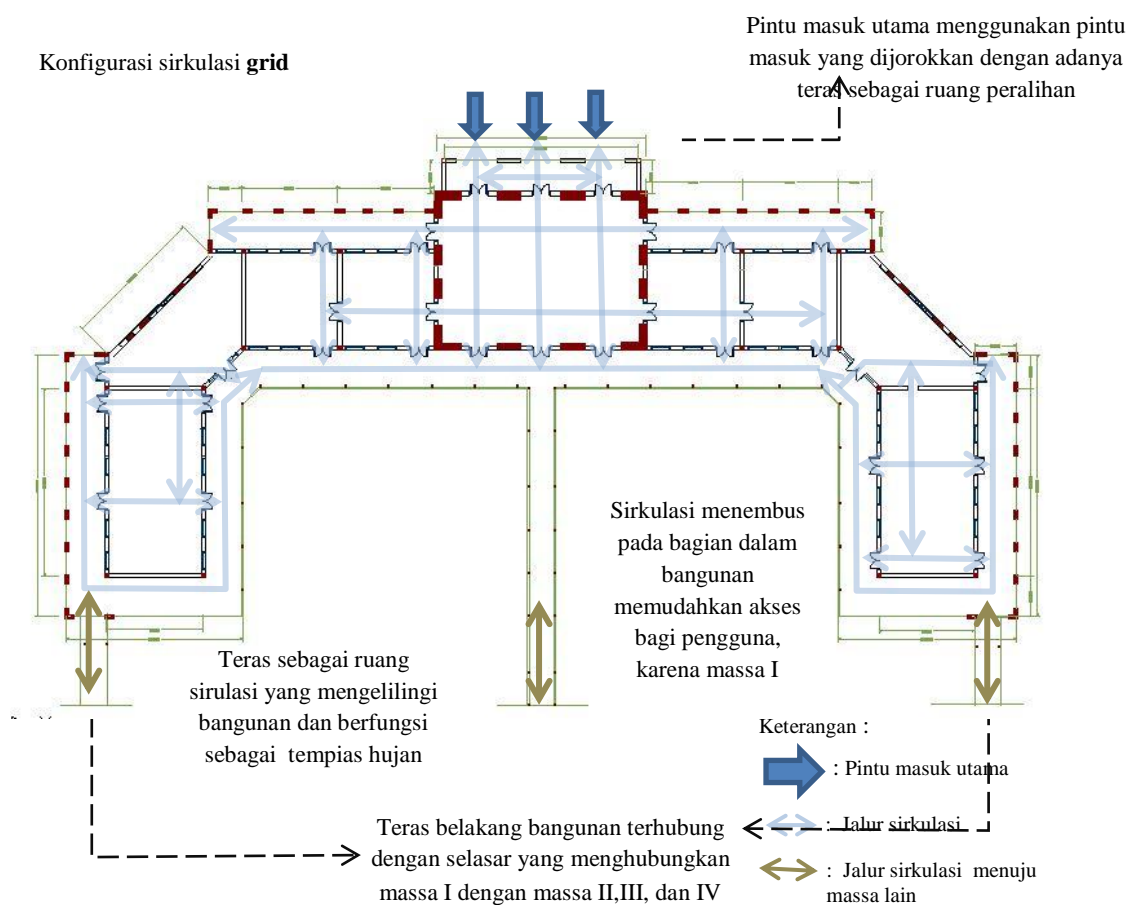 Pintu masuk utama menggunakan pintu
masuk yang dijorokkan dengan adanya
teras sebagai ruang peralihan
Konfigurasi sirkulasi grid
Sirkulasi menembus
pada bagian dalam
bangunan
memudahkan akses
bagi pengguna,
karena massa I
Teras sebagai ruang
sirulasi yang mengelilingi
bangunan dan berfungsi
sebagai tempias hujan
Keterangan :
: Pintu masuk utama
: Jalur sirkulasi
: Jalur sirkulasi menuju
massa lain
Teras belakang bangunan terhubung
dengan selasar yang menghubungkan
massa I dengan massa II,III, dan IV